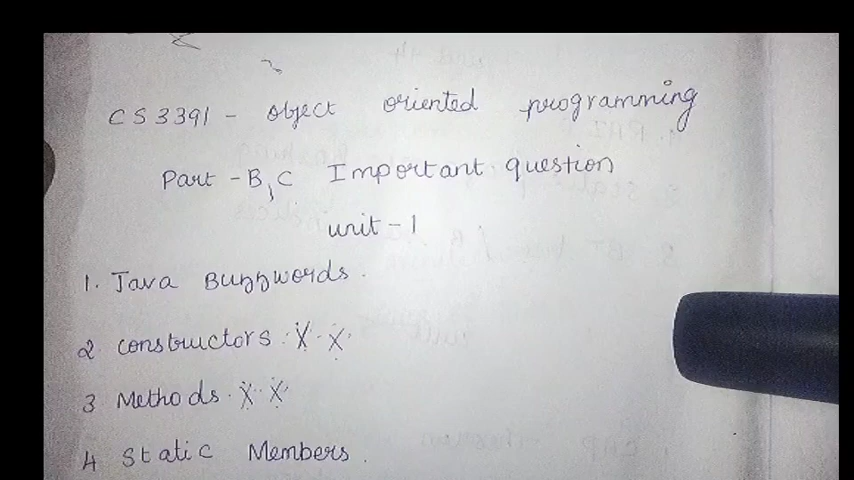 CS3391 - Object oriented programming
Part - B, C Important question
unit - 1
1. Java Buzzwords.
2 constructors. X. X.
3 Methods. X X
4 Static Members.